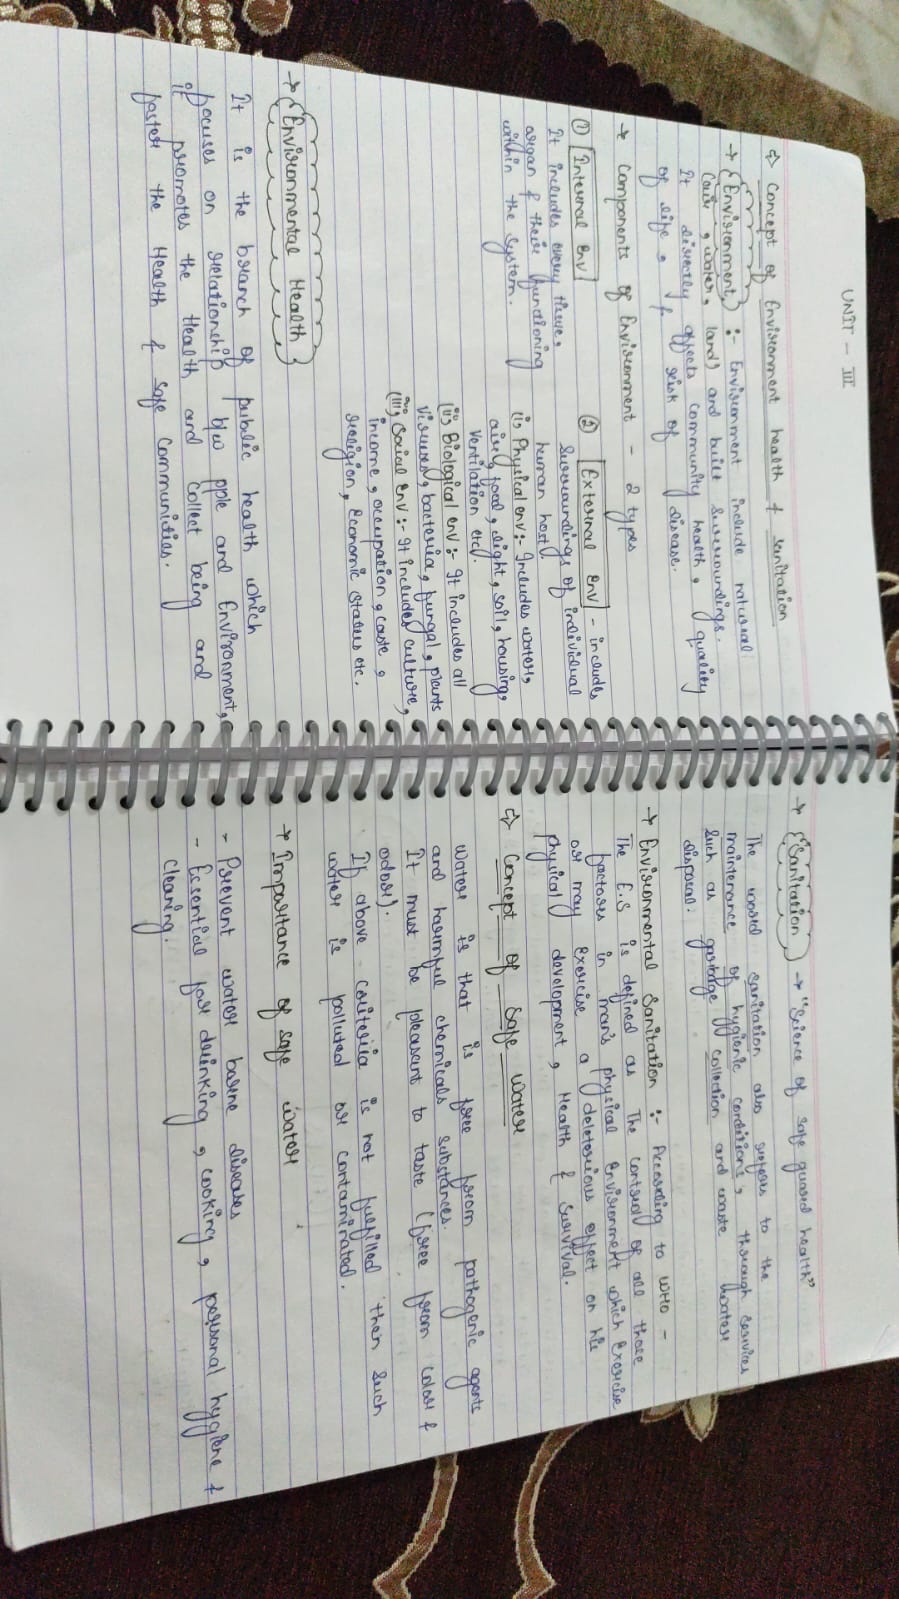 UNIT - III
⇒ Concept of Environment health & sanitation
→ Environment :- Environment include natural
(air, water, land) and built surroundings.
It directly affects community health, quality
of life, & risk of disease.
→ Components of Environment - 2 types
① Internal Env
It includes every tissue,
organ & their functioning
within the system.
② External Env - includes
surroundings of individual
human host.
(i) Physical env:- Includes water,
air, food, light, soil, housing,
ventilation etc.
(ii) Biological env:- It includes all
viruses, bacteria, fungal, plants
(iii) Social env:- It includes culture,
income, occupation, caste,
religion, Economic status etc.
→ Environmental Health
It is the branch of public health which
focuses on relationship b/w pple and Environment,
it promotes the Health and collect being and
foster the Health & safe communities.
→ Sanitation → "Science of safe guard health"
The word sanitation also refers to the
maintenance of hygienic conditions, through services
such as garbage collection and waste water
disposal.
→ Environmental Sanitation :- According to WHO -
The E.S is defined as The control of all those
factors in man's physical Environment which Exercise
or may Exercise a deleterious effect on his
physical development, Health & Survival.
⇒ Concept of Safe water
Water is that is free from pathogenic agents
and harmful chemicals substances.
It must be pleasant to taste (free from color &
odor).
If above criteria is not fulfilled then such
water is polluted or contaminated.
→ Importance of safe water
- Prevent water borne diseases
- Essential for drinking, cooking, personal hygiene &
cleaning.